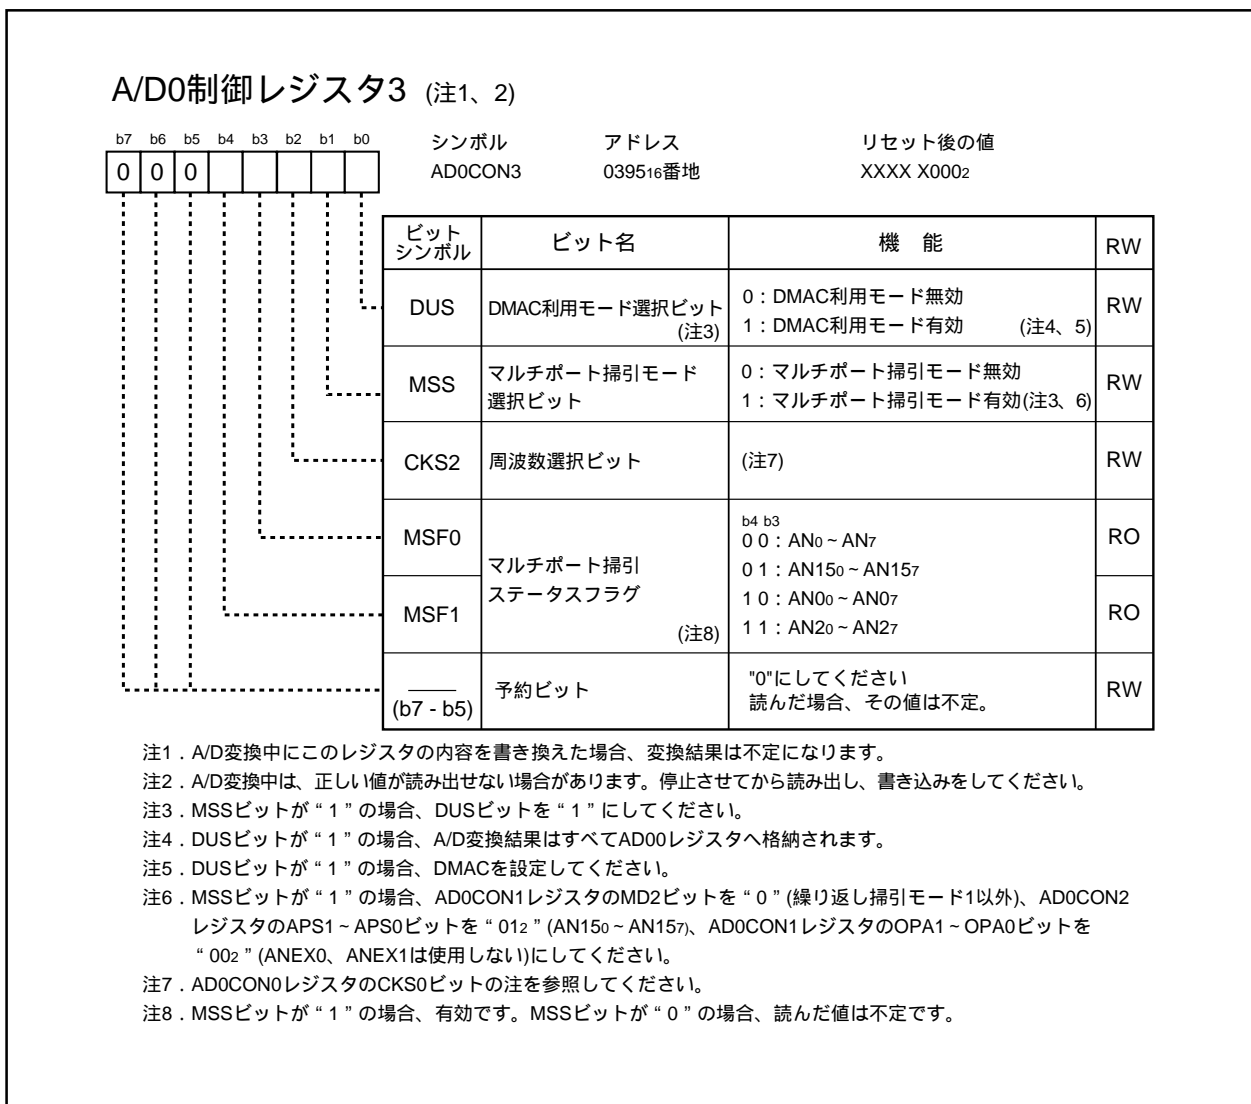 A/D0制御レジスタ3 (注1、2)
b7 b6 b5 b4 b3 b2 b1 b0
0 0 0
シンボル アドレス リセット後の値
AD0CON3 039516番地 XXXX X0002
ビット
シンボル ビット名 機 能 RW
DUS DMAC利用モード選択ビット
(注3)
0:DMAC利用モード無効
1:DMAC利用モード有効 (注4、5)
RW
MSS マルチポート掃引モード
選択ビット
0:マルチポート掃引モード無効
1:マルチポート掃引モード有効(注3、6)
RW
CKS2 周波数選択ビット (注7) RW
MSF0
MSF1
マルチポート掃引
ステータスフラグ
(注8)
b4 b3
0 0:AN0~AN7
0 1:AN150~AN157
1 0:AN00~AN07
1 1:AN20~AN27
RO
RO
(b7 - b5)
予約ビット
"0"にしてください
読んだ場合、その値は不定。
RW
注1.A/D変換中にこのレジスタの内容を書き換えた場合、変換結果は不定になります。
注2.A/D変換中は、正しい値が読み出せない場合があります。停止させてから読み出し、書き込みをしてください。
注3.MSSビットが“1”の場合、DUSビットを“1”にしてください。
注4.DUSビットが“1”の場合、A/D変換結果はすべてAD00レジスタへ格納されます。
注5.DUSビットが“1”の場合、DMACを設定してください。
注6.MSSビットが“1”の場合、AD0CON1レジスタのMD2ビットを“0”(繰り返し掃引モード1以外)、AD0CON2
レジスタのAPS1~APS0ビットを“012”(AN150~AN157)、AD0CON1レジスタのOPA1~OPA0ビットを
“002”(ANEX0、ANEX1は使用しない)にしてください。
注7.AD0CON0レジスタのCKS0ビットの注を参照してください。
注8.MSSビットが“1”の場合、有効です。MSSビットが“0”の場合、読んだ値は不定です。